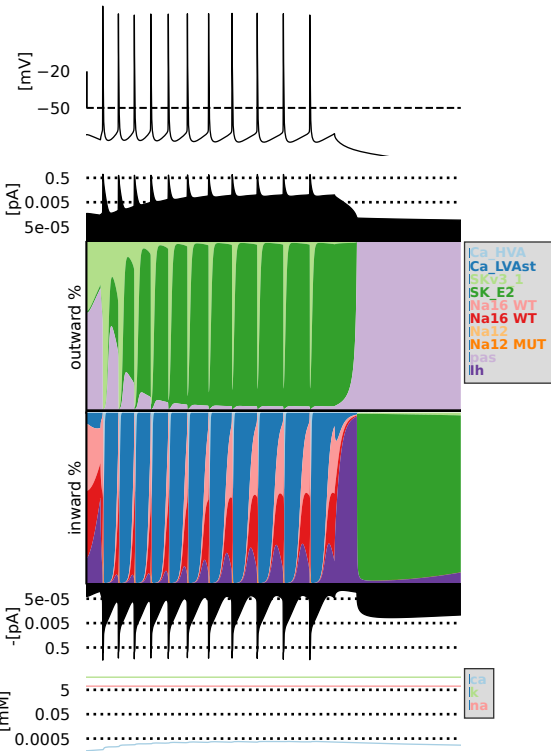 [mV]
−20
−50
[pA]
0.5
0.005
5e-05
outward %
Ca_HVA
Ca_LVAst
SKv3_1
SK_E2
Na16 WT
Na16 WT
Na12
Na12 MUT
pas
Ih
inward %
-[pA]
5e-05
0.005
0.5
[mM]
5
0.05
0.0005
ca
k
na